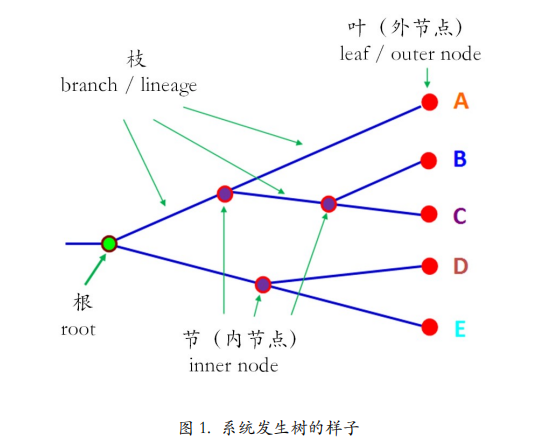 叶（外节点）
leaf / outer node
枝
branch / lineage
A
B
C
D
E
根
root
节（内节点）
inner node
图 1. 系统发生树的样子